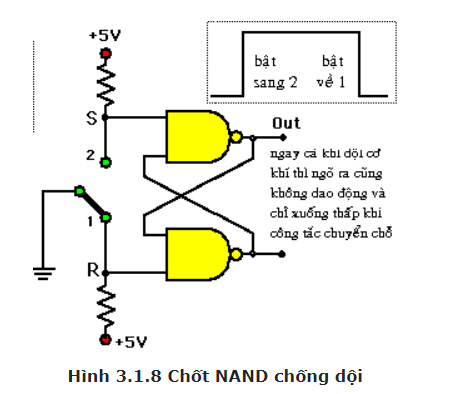 +5V
bật bật
sang 2 về 1
S
Out
2
ngay cả khi dội cơ
khí thì ngõ ra cũng
không dao động và
chỉ xuống thấp khi
công tắc chuyển chỗ
1
R
+5V
Hình 3.1.8 Chốt NAND chống dội